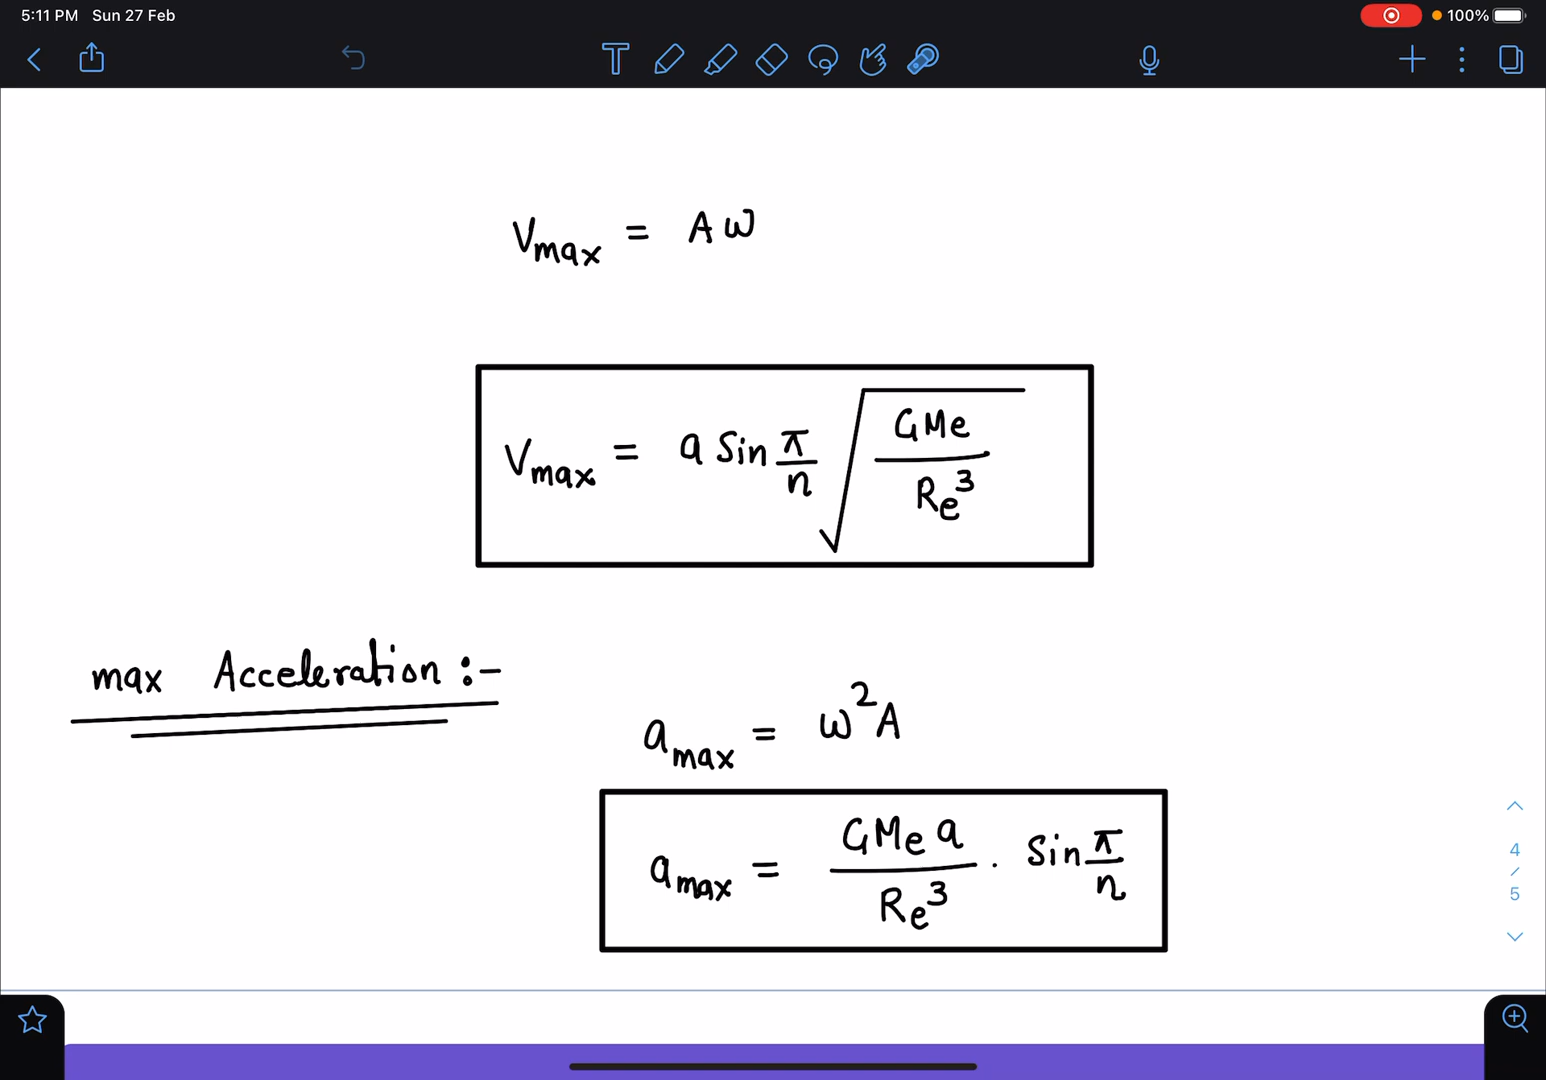 5:11 PM Sun 27 Feb 100%
T
Vmax = Aω
Vmax = a Sin π/n √(GMe/Re³)
max Acceleration :-
amax = ω²A
amax = GMe a/Re³ . Sin π/n
4
/
5